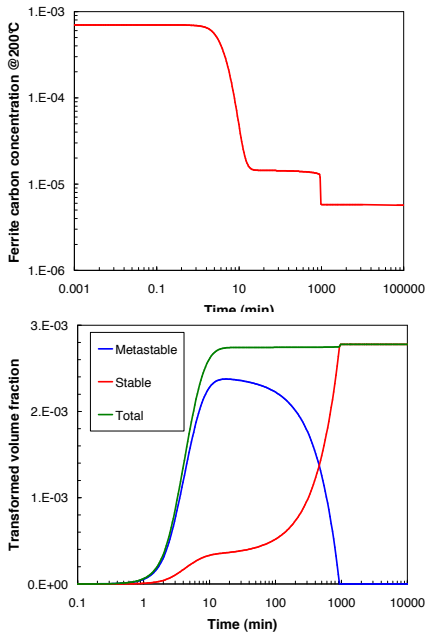 Ferrite carbon concentration @200℃
1.E-03
1.E-04
1.E-05
1.E-06
0.001 0.1 10 1000 100000
Time (min)
Transformed volume fraction
3.E-03
2.E-03
1.E-03
0.E+00
Metastable
Stable
Total
0.1 1 10 100 1000 10000
Time (min)